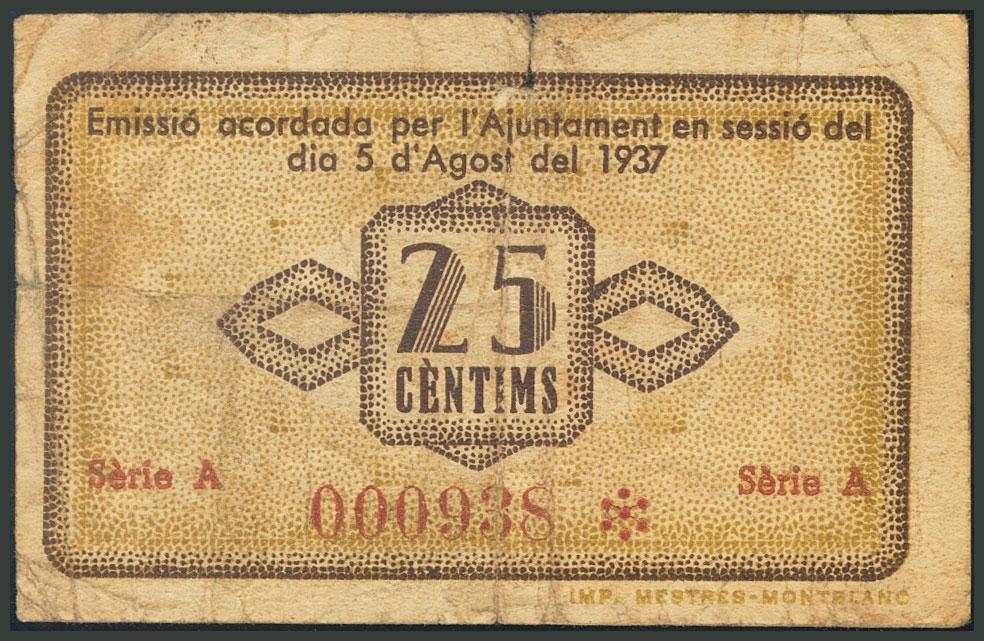 Emissió acordada per l'Ajuntament en sessió del
dia 5 d'Agost del 1937
25
CÈNTIMS
Sèrie A
Sèrie A
000938
IMP. MESTRES-MONTBLANC